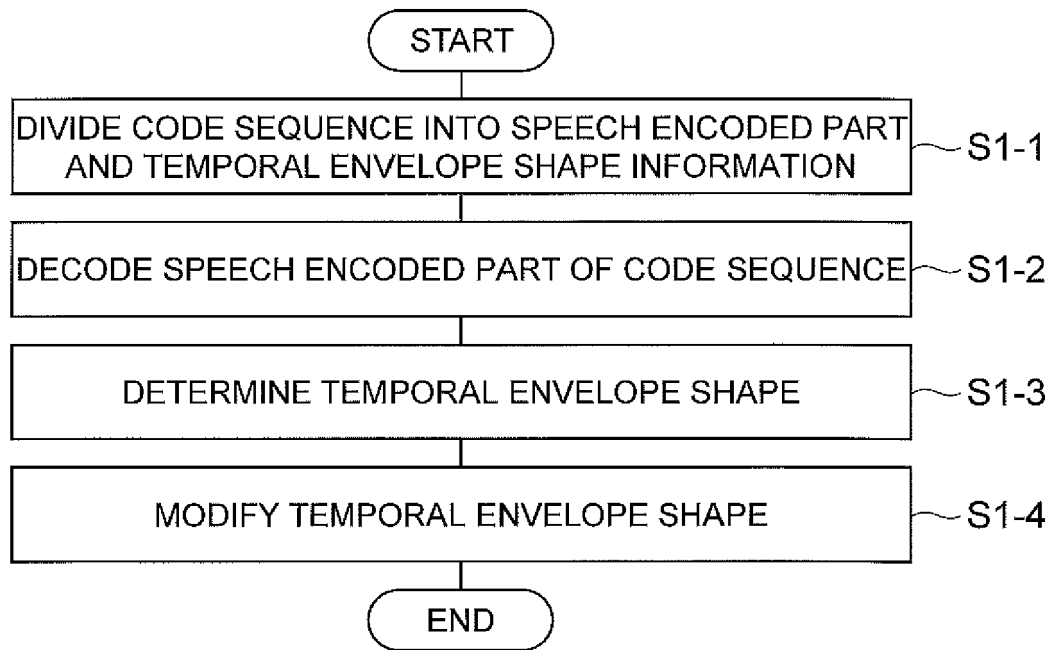 START
DIVIDE CODE SEQUENCE INTO SPEECH ENCODED PART
AND TEMPORAL ENVELOPE SHAPE INFORMATION
S1-1
DECODE SPEECH ENCODED PART OF CODE SEQUENCE
S1-2
DETERMINE TEMPORAL ENVELOPE SHAPE
S1-3
MODIFY TEMPORAL ENVELOPE SHAPE
S1-4
END